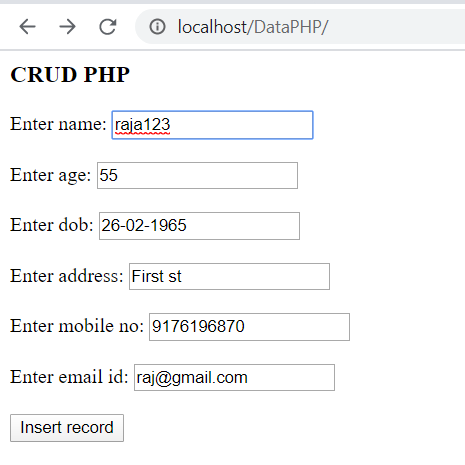 localhost/DataPHP/
CRUD PHP
Enter name: raja123
Enter age: 55
Enter dob: 26-02-1965
Enter address: First st
Enter mobile no: 9176196870
Enter email id: raj@gmail.com
Insert record